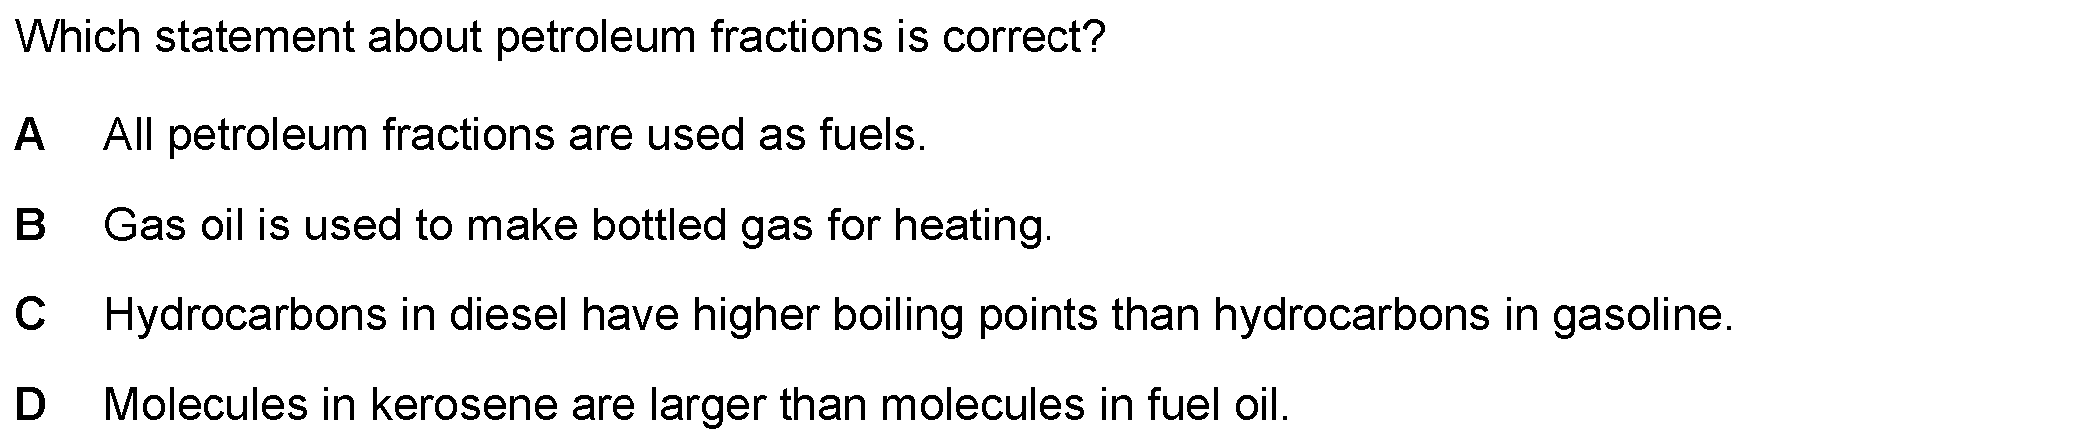 Which statement about petroleum fractions is correct?
A All petroleum fractions are used as fuels.
B Gas oil is used to make bottled gas for heating.
C Hydrocarbons in diesel have higher boiling points than hydrocarbons in gasoline.
D Molecules in kerosene are larger than molecules in fuel oil.